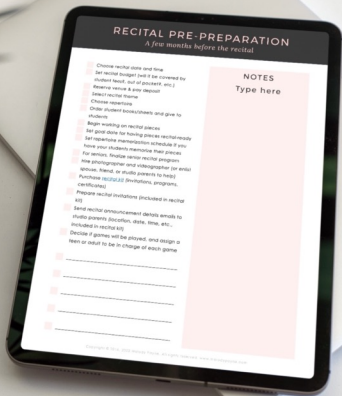 RECITAL PRE-PREPARATION
A few months before the recital
Choose recital date and time
Set recital budget (will it be covered by
student fees?, out of pocket?, etc.)
Reserve venue & pay deposit
Select recital theme
Choose repertoire
Order student books/sheets and give to
students
Begin working on recital pieces
Set goal date for having pieces recital-ready
Set repertoire memorization schedule if you
have your students memorize their pieces
For seniors, finalize senior recital program
Hire photographer and videographer (or enlist
spouse, friend, or studio parents to help)
Purchase recital kit (invitations, programs,
certificates)
Prepare recital invitations (included in recital
kit)
Send recital announcement details emails to
studio parents (location, date, time, etc.,
included in recital kit)
Decide if games will be played, and assign a
teen or adult to be in charge of each game
NOTES
Type here
All rights reserved.